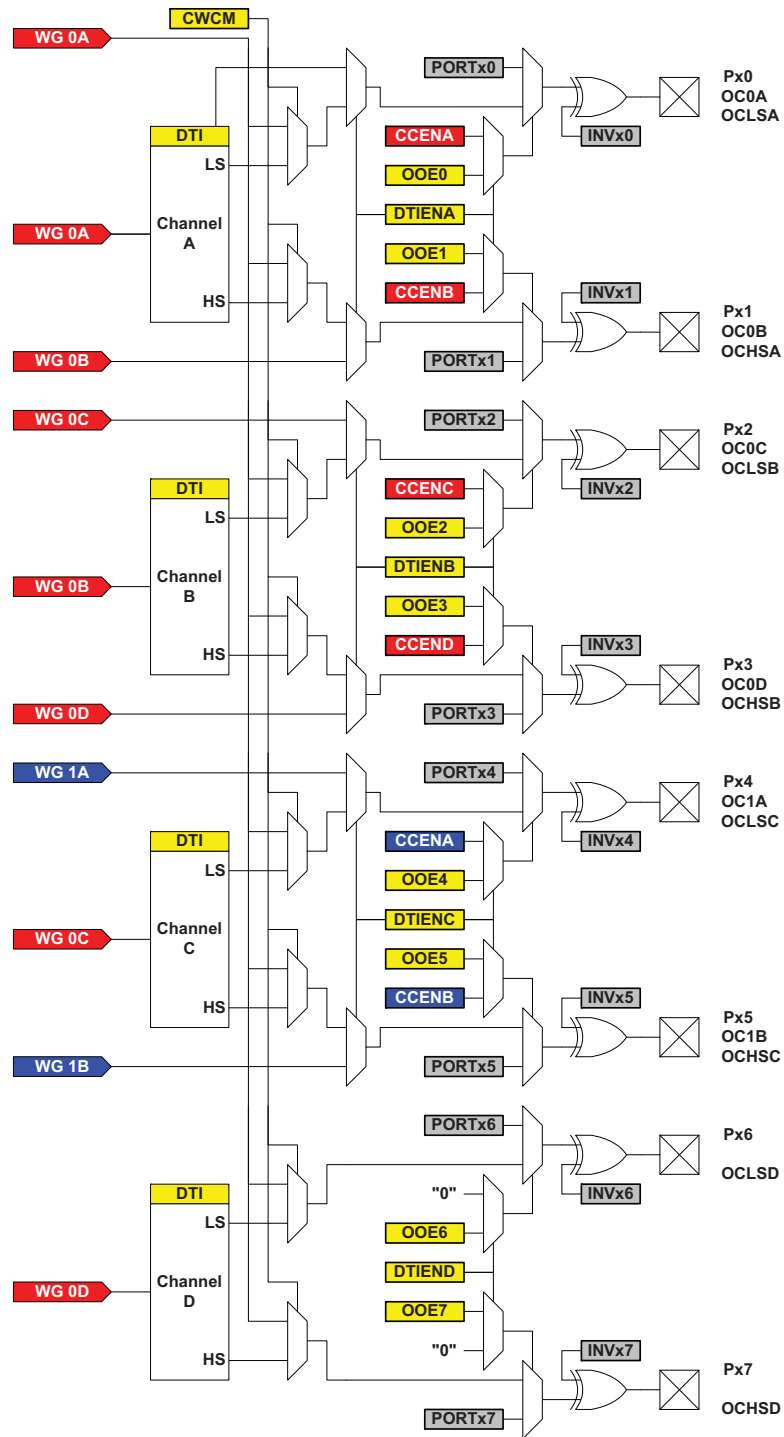 CWCM
WG 0A
PORTx0
Px0
OC0A
OCLSA
DTI
CCENA
INVx0
LS
OOE0
WG 0A
Channel
A
DTIENA
OOE1
HS
CCENB
INVx1
Px1
OC0B
OCHSA
WG 0B
PORTx1
WG 0C
PORTx2
Px2
OC0C
OCLSB
DTI
CCENC
INVx2
LS
OOE2
WG 0B
Channel
B
DTIENB
OOE3
HS
CCEND
INVx3
Px3
OC0D
OCHSB
WG 0D
PORTx3
WG 1A
PORTx4
Px4
OC1A
OCLSC
DTI
CCENA
INVx4
LS
OOE4
WG 0C
Channel
C
DTIENC
OOE5
HS
CCENB
INVx5
Px5
OC1B
OCHSC
WG 1B
PORTx5
PORTx6
Px6
OCLSD
DTI
"0"
INVx6
LS
OOE6
WG 0D
Channel
D
DTIEND
OOE7
HS
"0"
INVx7
Px7
OCHSD
PORTx7